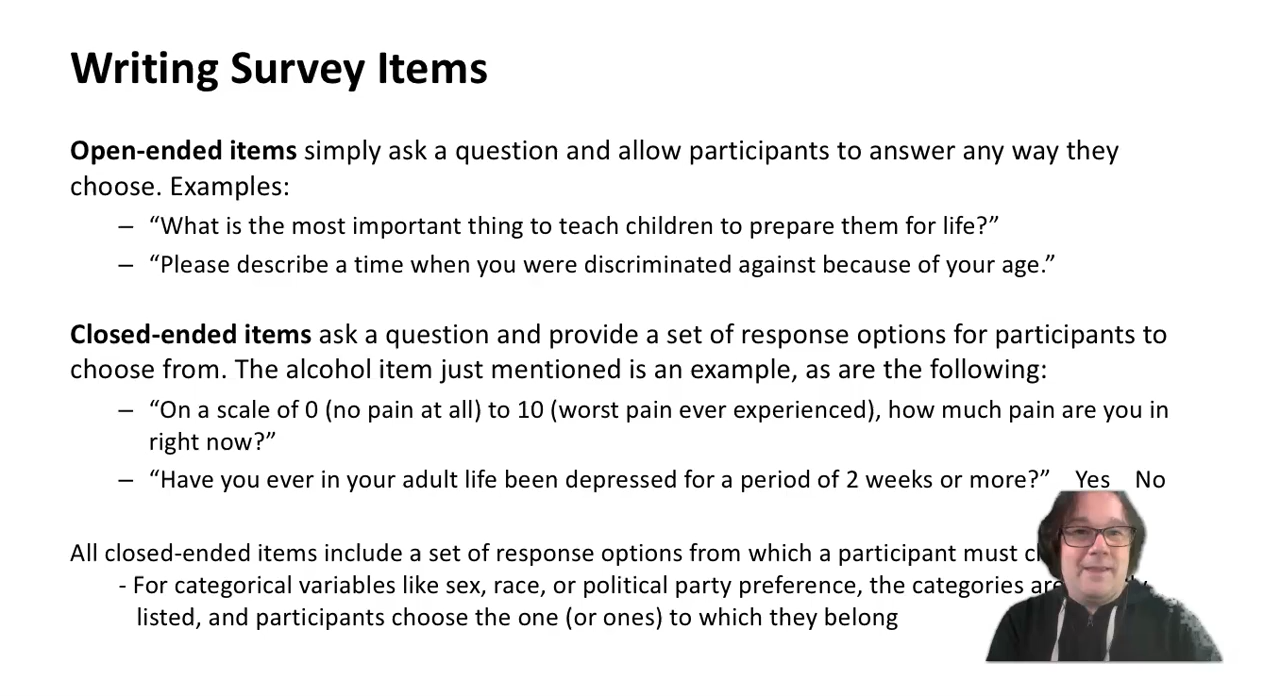 Writing Survey Items
Open-ended items simply ask a question and allow participants to answer any way they
choose. Examples:
– “What is the most important thing to teach children to prepare them for life?”
– “Please describe a time when you were discriminated against because of your age.”
Closed-ended items ask a question and provide a set of response options for participants to
choose from. The alcohol item just mentioned is an example, as are the following:
– “On a scale of 0 (no pain at all) to 10 (worst pain ever experienced), how much pain are you in
right now?”
– “Have you ever in your adult life been depressed for a period of 2 weeks or more?” Yes No
All closed-ended items include a set of response options from which a participant must
- For categorical variables like sex, race, or political party preference, the categories are
listed, and participants choose the one (or ones) to which they belong